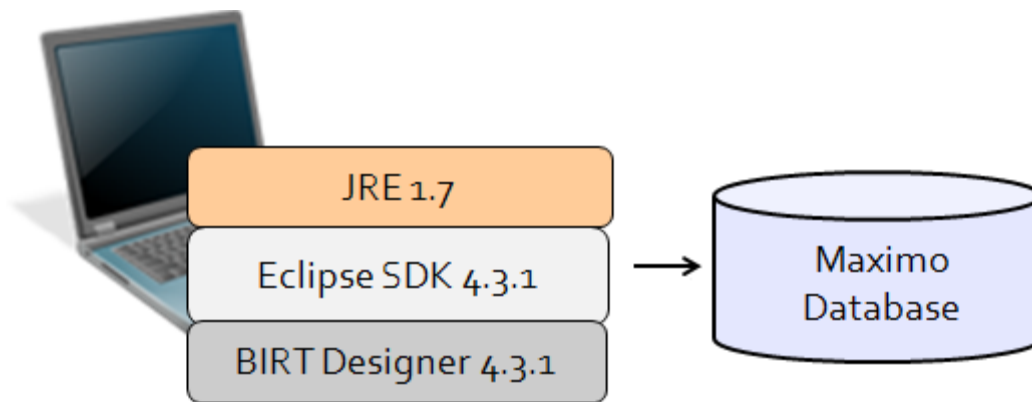 JRE 1.7
Eclipse SDK 4.3.1
BIRT Designer 4.3.1
Maximo
Database